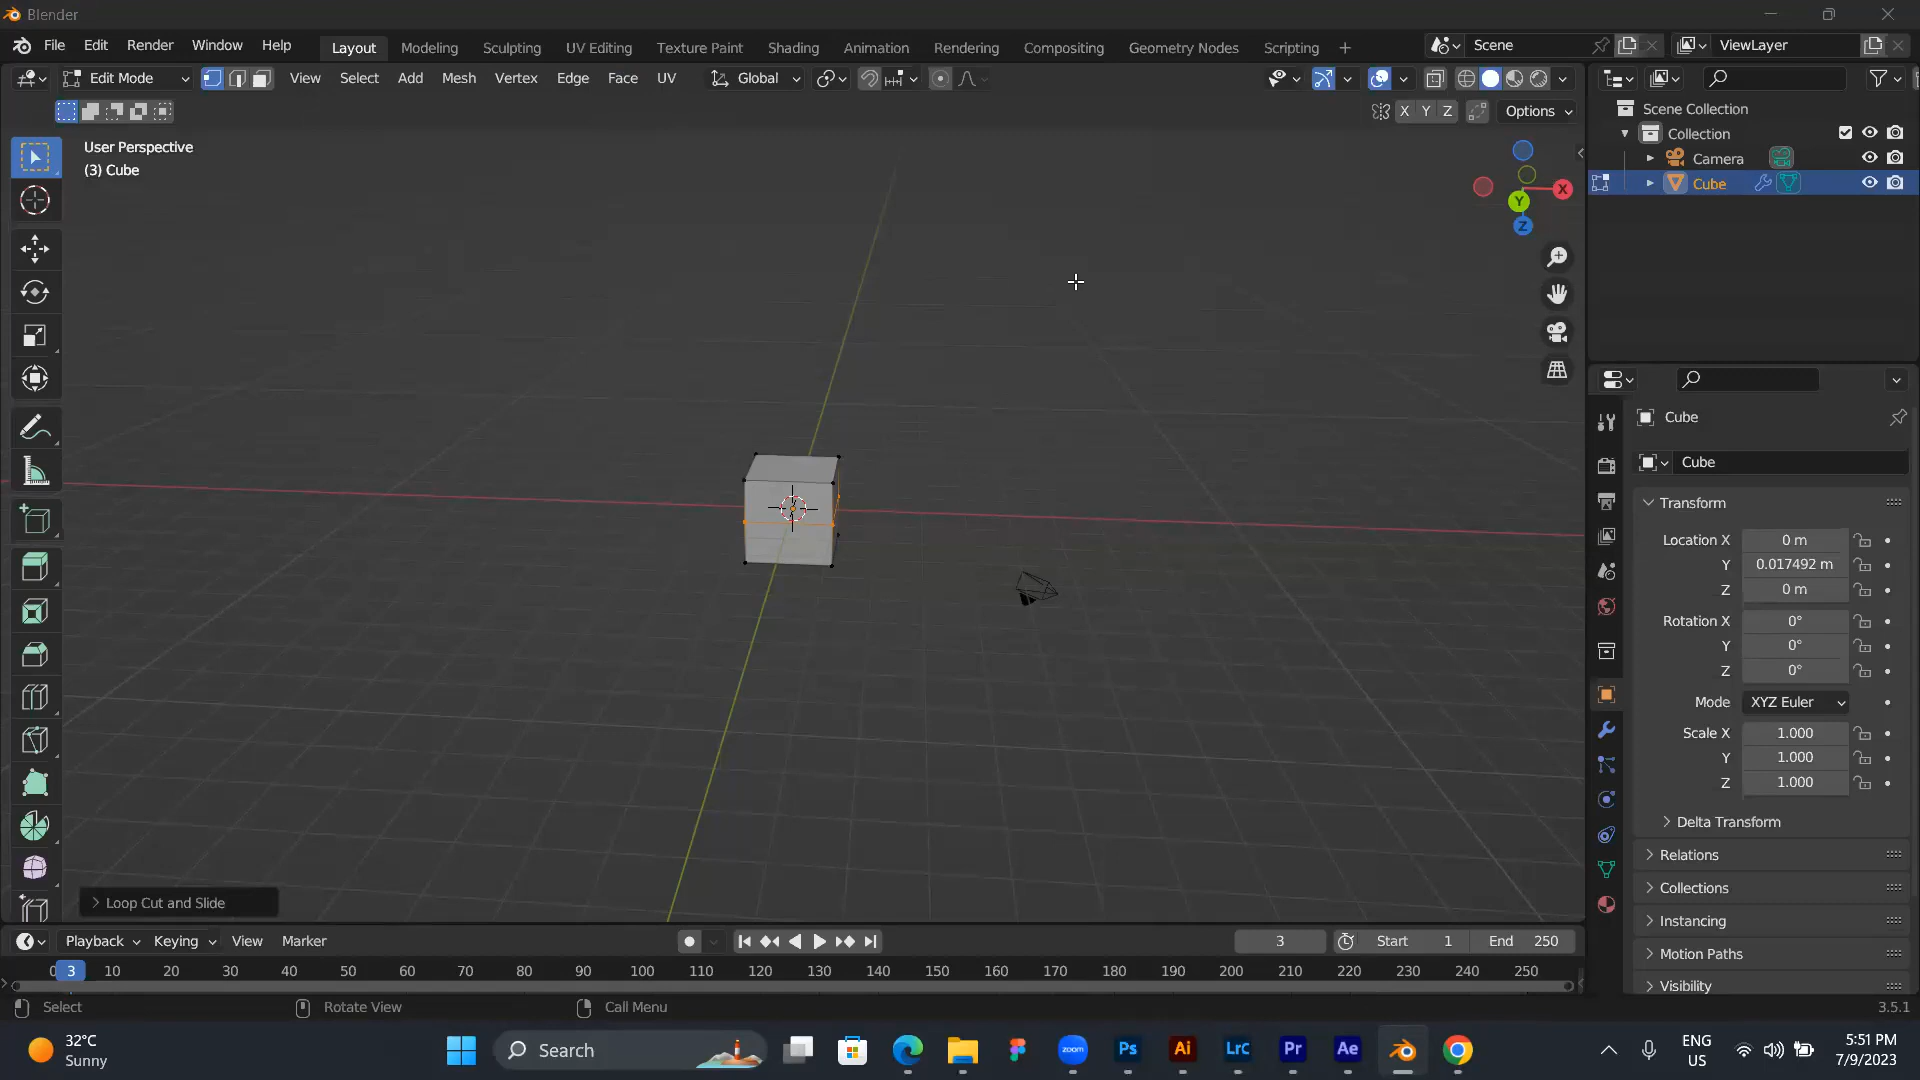 Blender
File Edit Render Window Help Layout Modeling Sculpting UV Editing Texture Paint Shading Animation Rendering Compositing Geometry Nodes Scripting + Scene ViewLayer
Edit Mode View Select Add Mesh Vertex Edge Face UV Global
X Y Z Options
User Perspective
(3) Cube
X
Y
Z
Scene Collection
Collection
Camera
Cube
Cube
Cube
Transform
Location X 0 m
Y 0.017492 m
Z 0 m
Rotation X 0°
Y 0°
Z 0°
Mode XYZ Euler
Scale X 1.000
Y 1.000
Z 1.000
Delta Transform
Relations
Collections
Instancing
Motion Paths
Visibility
Loop Cut and Slide
Playback Keying View Marker 3 Start 1 End 250
0 3 10 20 30 40 50 60 70 80 90 100 110 120 130 140 150 160 170 180 190 200 210 220 230 240 250
Select Rotate View Call Menu 3.5.1
32°C
Sunny
Search
zoom Ps Ai LrC Pr Ae
ENG
US
5:51 PM
7/9/2023